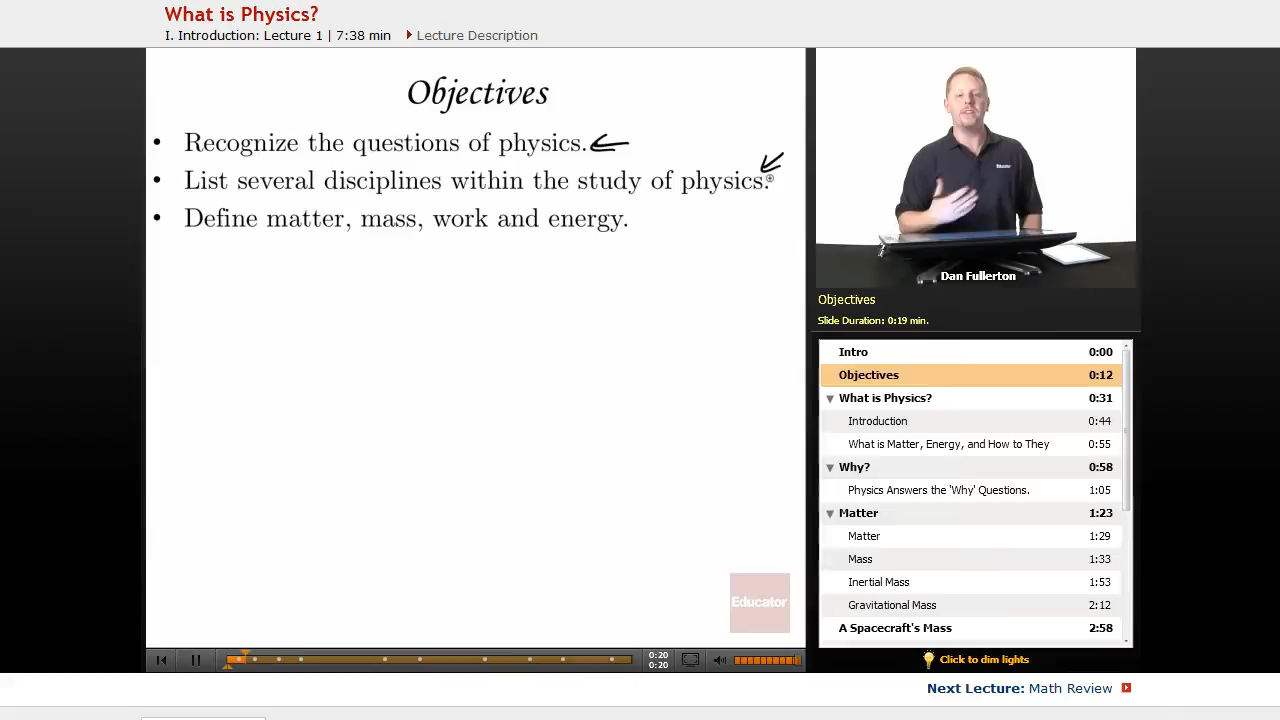 What is Physics?
I. Introduction: Lecture 1 | 7:38 min
Lecture Description
Objectives
• Recognize the questions of physics.
• List several disciplines within the study of physics.
• Define matter, mass, work and energy.
Educator
Dan Fullerton
Objectives
Slide Duration: 0:19 min.
Intro 0:00
Objectives 0:12
What is Physics? 0:31
Introduction 0:44
What is Matter, Energy, and How to They 0:55
Why? 0:58
Physics Answers the 'Why' Questions. 1:05
Matter 1:23
Matter 1:29
Mass 1:33
Inertial Mass 1:53
Gravitational Mass 2:12
A Spacecraft's Mass 2:58
0:20
0:20
Click to dim lights
Next Lecture: Math Review